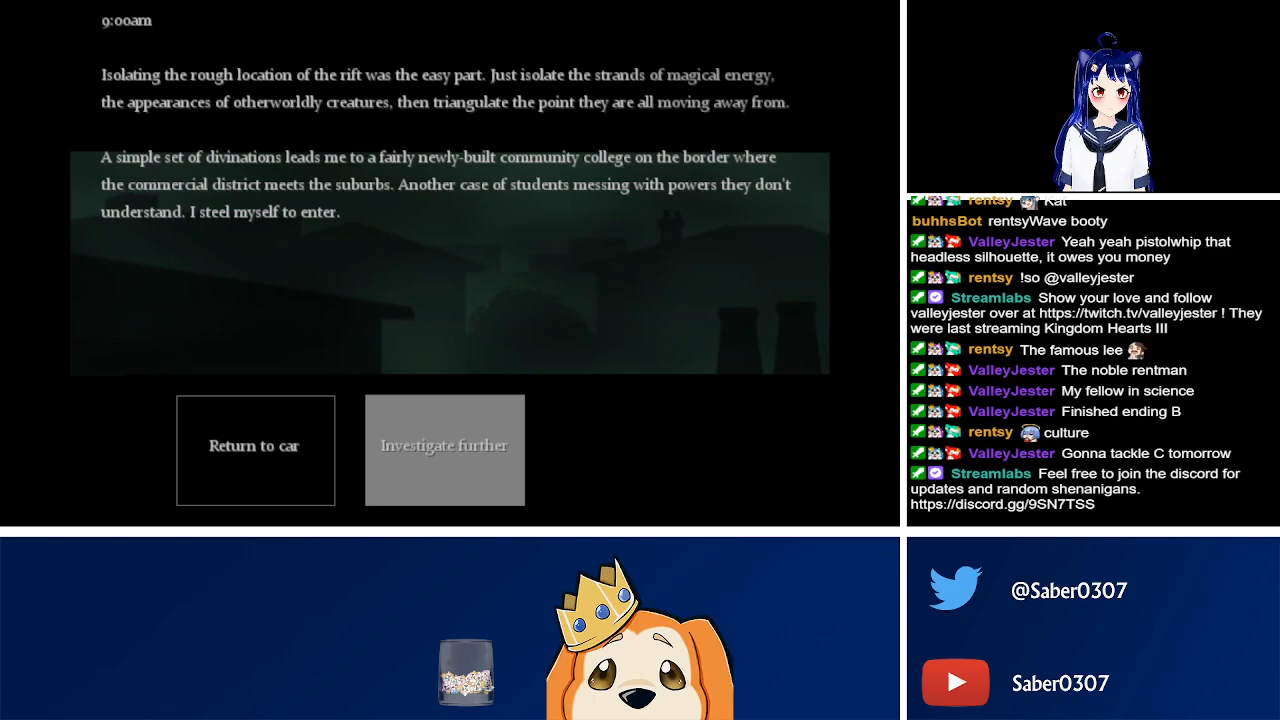 9:00am
Isolating the rough location of the rift was the easy part. Just isolate the strands of magical energy,
the appearances of otherworldly creatures, then triangulate the point they are all moving away from.
A simple set of divinations leads me to a fairly newly-built community college on the border where
the commercial district meets the suburbs. Another case of students messing with powers they don't
understand. I steel myself to enter.
Return to car
Investigate further
rentsy Kat
buhhsBot rentsyWave booty
ValleyJester Yeah yeah pistolwhip that
headless silhouette, it owes you money
rentsy !so @valleyjester
Streamlabs Show your love and follow
valleyjester over at https://twitch.tv/valleyjester ! They
were last streaming Kingdom Hearts III
rentsy The famous lee
ValleyJester The noble rentman
ValleyJester My fellow in science
ValleyJester Finished ending B
rentsy culture
ValleyJester Gonna tackle C tomorrow
Streamlabs Feel free to join the discord for
updates and random shenanigans.
https://discord.gg/9SN7TSS
@Saber0307
Saber0307